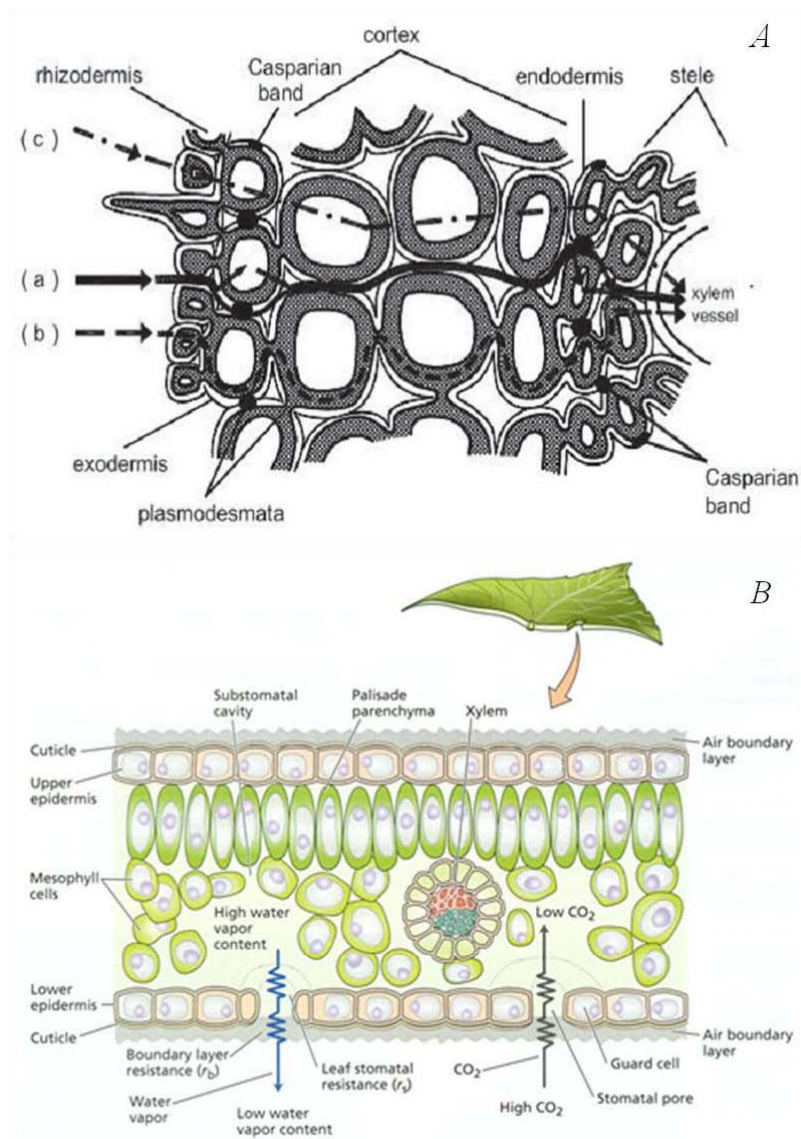 A
cortex
rhizodermis
Casparian
band
endodermis
stele
( c )
( a )
( b )
xylem
vessel
exodermis
plasmodesmata
Casparian
band
B
Substomatal
cavity
Palisade
parenchyma
Xylem
Cuticle
Air boundary
layer
Upper
epidermis
Mesophyll
cells
High water
vapor
content
Low CO₂
Lower
epidermis
Cuticle
Air boundary
layer
Boundary layer
resistance (rb)
Leaf stomatal
resistance (rs)
CO₂
Guard cell
Water
vapor
Low water
vapor content
High CO₂
Stomatal pore